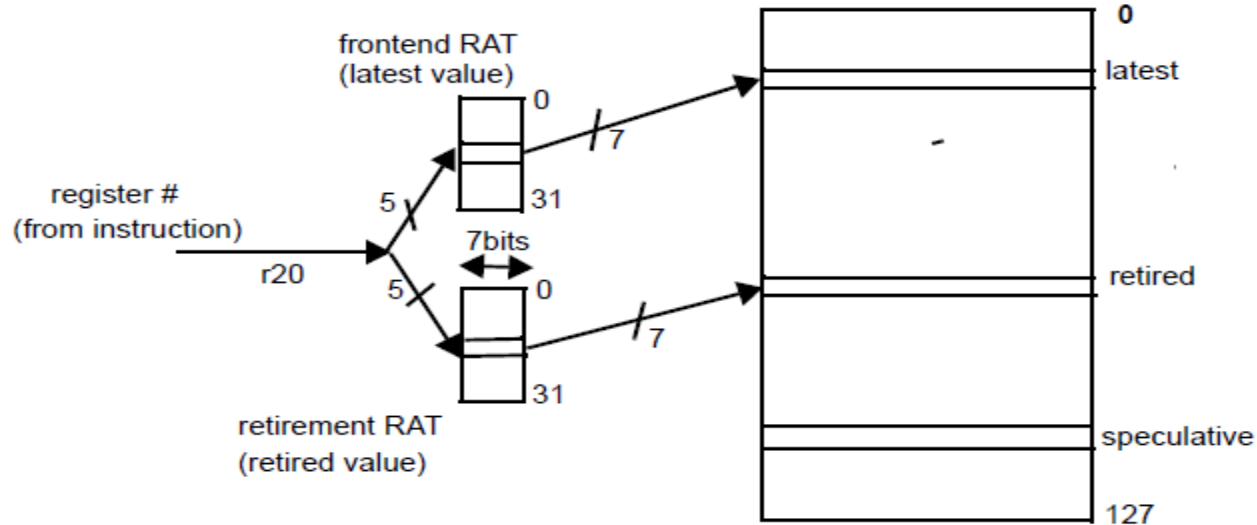 frontend RAT
(latest value)
0
31
7
register #
(from instruction)
r20
5
5
7bits
0
31
7
retirement RAT
(retired value)
0
latest
retired
speculative
127